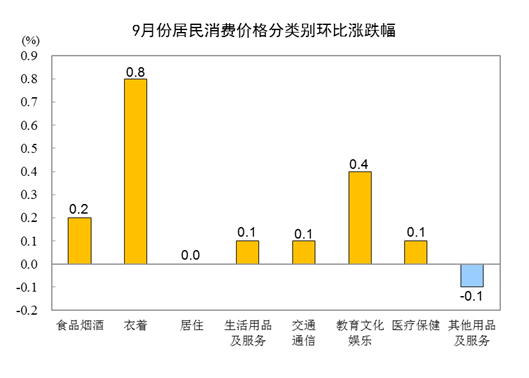 9月份居民消费价格分类别环比涨跌幅
(%)
0.9
0.8
0.7
0.6
0.5
0.4
0.3
0.2
0.1
0.0
-0.1
-0.2
0.2
0.8
0.0
0.1
0.1
0.4
0.1
-0.1
食品烟酒
衣着
居住
生活用品
及服务
交通
通信
教育文化
娱乐
医疗保健
其他用品
及服务